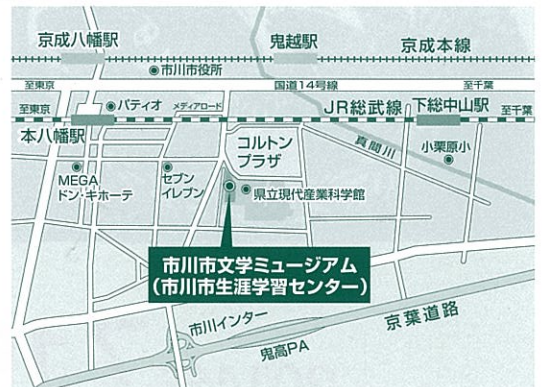 京成八幡駅
鬼越駅
京成本線
市川市役所
至東京
国道14号線
至千葉
至東京
パティオ
メディアロード
JR総武線
下総中山駅
至千葉
本八幡駅
コルトン
プラザ
真間川
小栗原小
MEGA
ドン・キホーテ
セブン
イレブン
県立現代産業科学館
市川市文学ミュージアム
(市川市生涯学習センター)
市川インター
京葉道路
鬼高PA